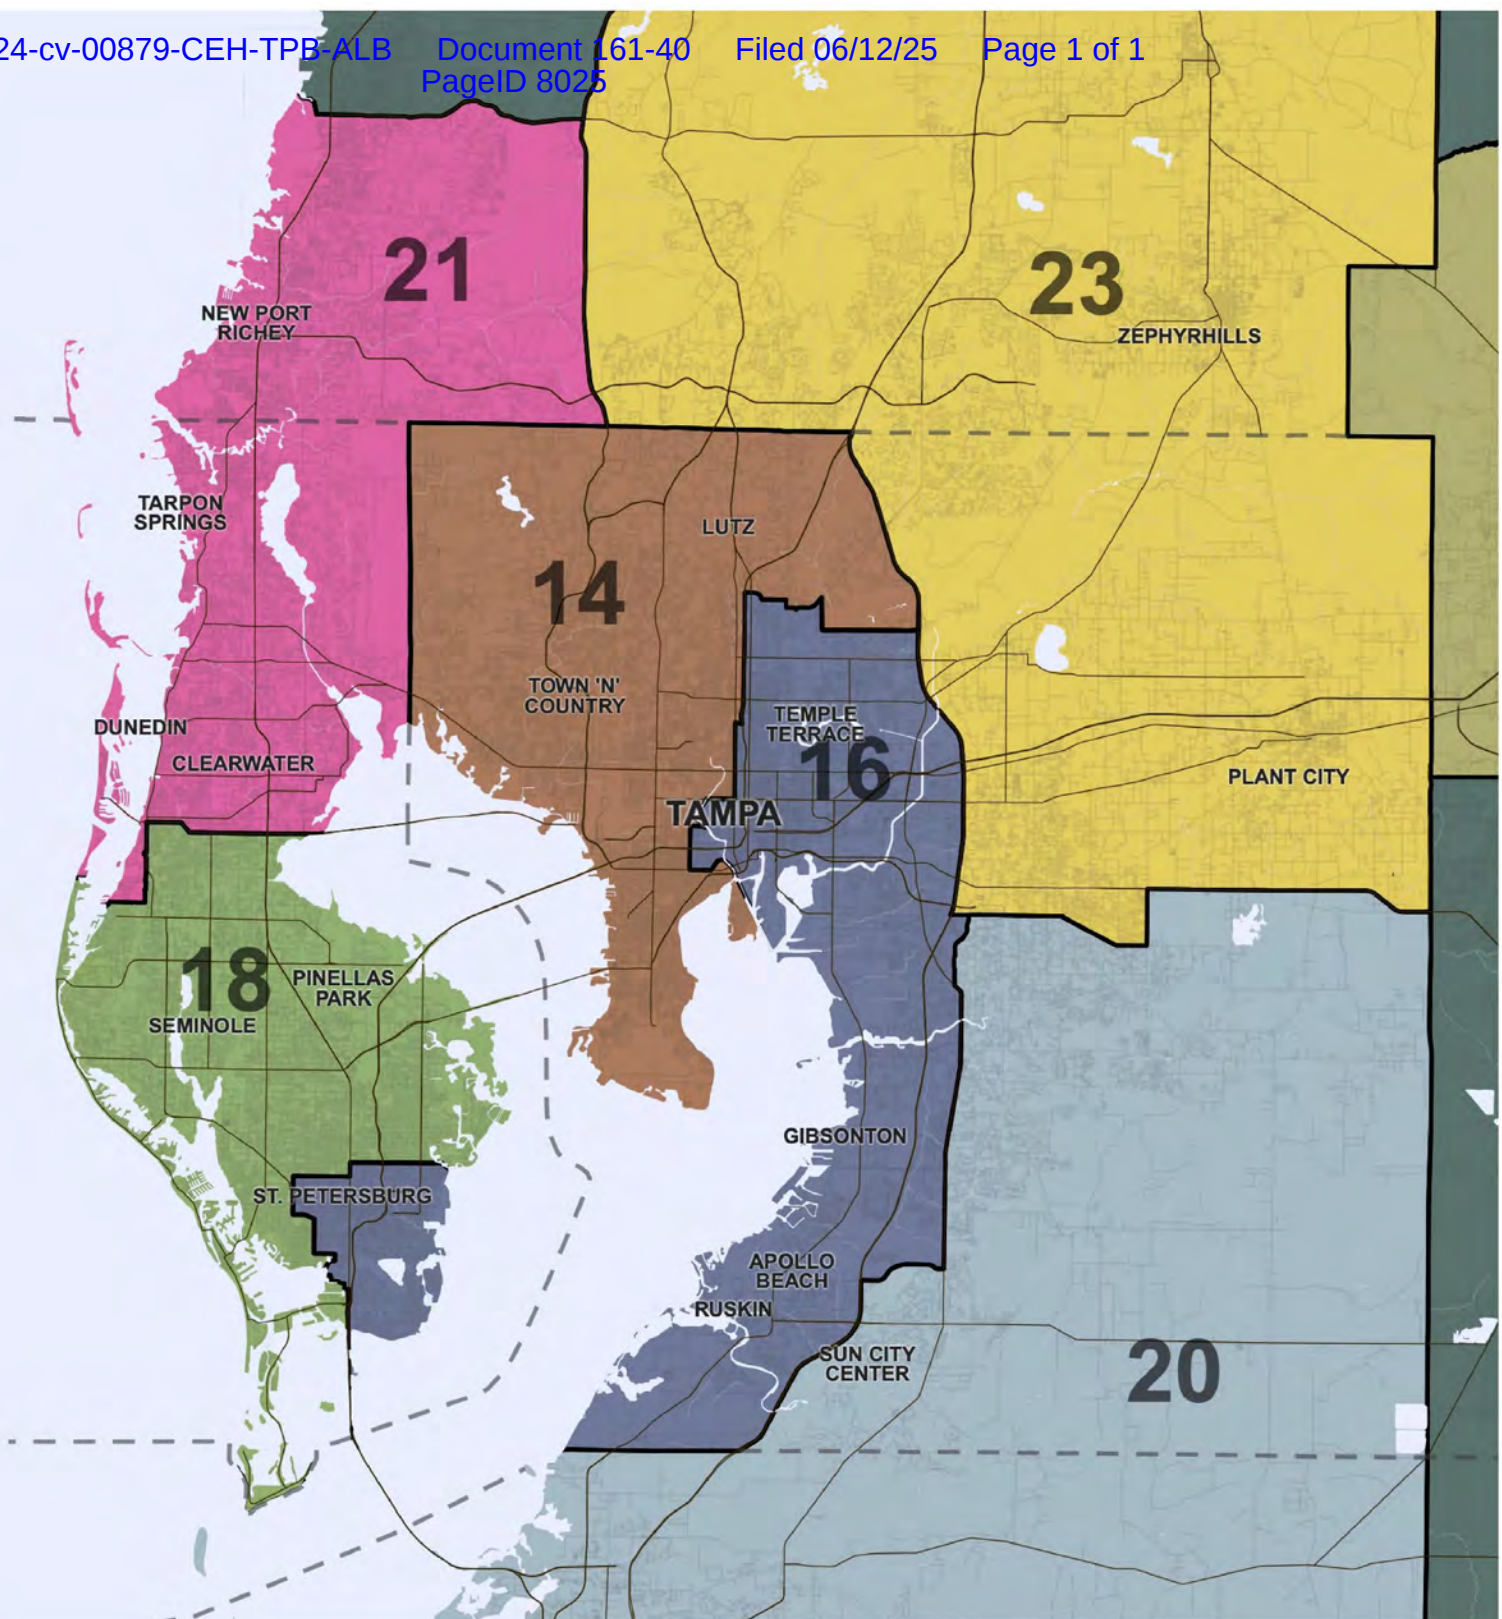 24-cv-00879-CEH-TPB-ALB Document 161-40 Filed 06/12/25 Page 1 of 1
PageID 8025
21
23
NEW PORT
RICHEY
ZEPHYRHILLS
TARPON
SPRINGS
LUTZ
14
TOWN 'N'
COUNTRY
TEMPLE
TERRACE
DUNEDIN
CLEARWATER
16
PLANT CITY
TAMPA
18
PINELLAS
PARK
SEMINOLE
GIBSONTON
ST. PETERSBURG
APOLLO
BEACH
RUSKIN
SUN CITY
CENTER
20